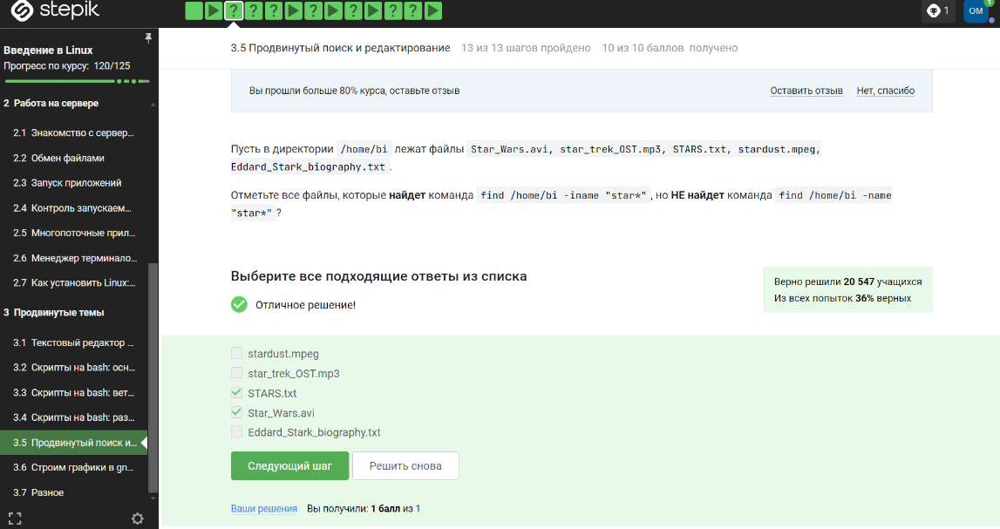 stepik
? ? ? ? ? ? ?
1
ОМ
1
Введение в Linux
Прогресс по курсу: 120/125
2 Работа на сервере
2.1 Знакомство с сервер...
2.2 Обмен файлами
2.3 Запуск приложений
2.4 Контроль запускаем...
2.5 Многопоточные прил...
2.6 Менеджер терминало...
2.7 Как установить Linux:...
3 Продвинутые темы
3.1 Текстовый редактор ...
3.2 Скрипты на bash: осн...
3.3 Скрипты на bash: вет...
3.4 Скрипты на bash: раз...
3.5 Продвинутый поиск и...
3.6 Строим графики в gn...
3.7 Разное
3.5 Продвинутый поиск и редактирование 13 из 13 шагов пройдено 10 из 10 баллов получено
Вы прошли больше 80% курса, оставьте отзыв Оставить отзыв Нет, спасибо
Пусть в директории /home/bi лежат файлы Star_Wars.avi, star_trek_OST.mp3, STARS.txt, stardust.mpeg,
Eddard_Stark_biography.txt .
Отметьте все файлы, которые найдет команда find /home/bi -iname "star*" , но НЕ найдет команда find /home/bi -name
"star*" ?
Выберите все подходящие ответы из списка
Отличное решение!
Верно решили 20 547 учащихся
Из всех попыток 36% верных
stardust.mpeg
star_trek_OST.mp3
STARS.txt
Star_Wars.avi
Eddard_Stark_biography.txt
Следующий шаг Решить снова
Ваши решения Вы получили: 1 балл из 1